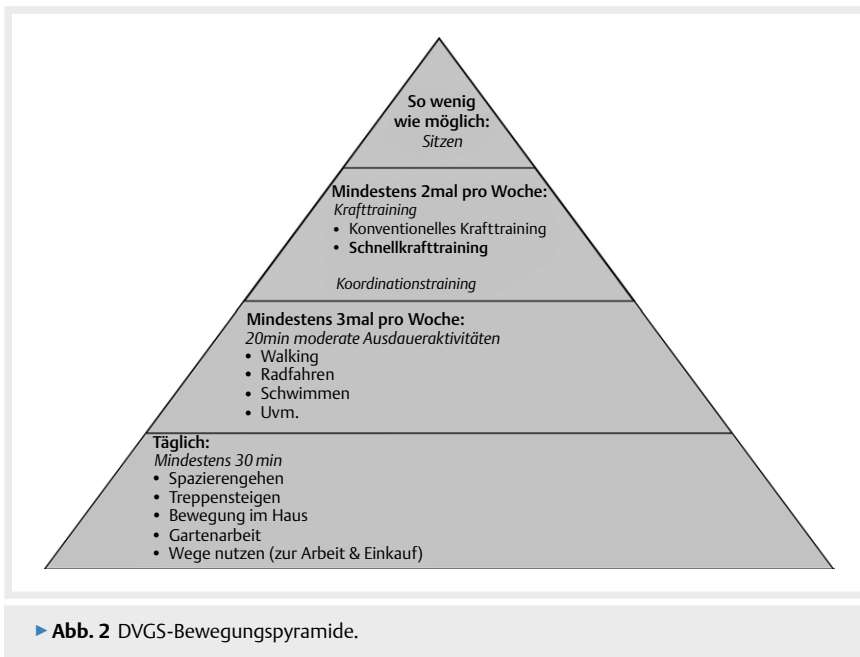 So wenig
wie möglich:
Sitzen
Mindestens 2mal pro Woche:
Krafttraining
• Konventionelles Krafttraining
• Schnellkrafttraining
Koordinationstraining
Mindestens 3mal pro Woche:
20min moderate Ausdaueraktivitäten
• Walking
• Radfahren
• Schwimmen
• Uvm.
Täglich:
Mindestens 30 min
• Spazierengehen
• Treppensteigen
• Bewegung im Haus
• Gartenarbeit
• Wege nutzen (zur Arbeit & Einkauf)
▶ Abb. 2 DVGS-Bewegungspyramide.